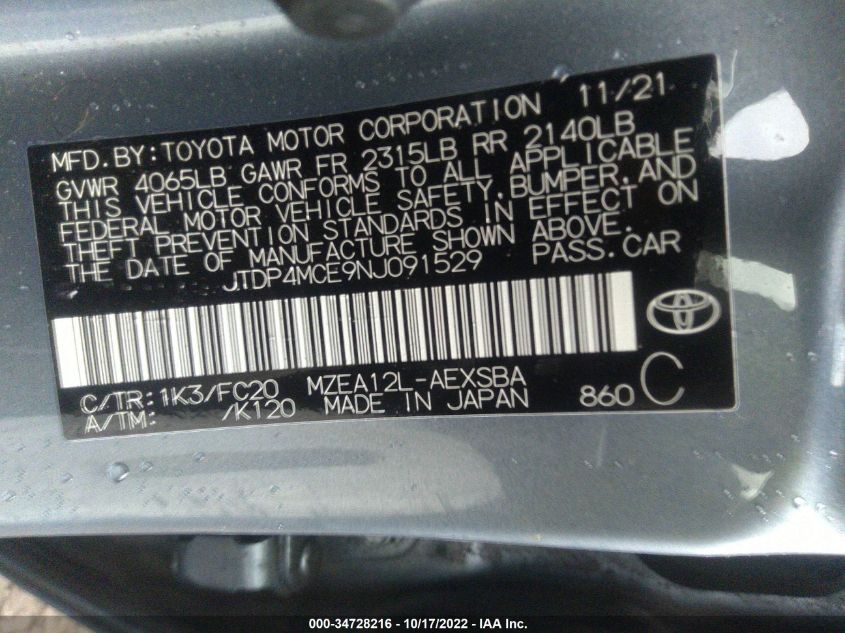 MFD. BY: TOYOTA MOTOR CORPORATION 11/21
GVWR 4065LB GAWR FR 2315LB RR 2140LB
THIS VEHICLE CONFORMS TO ALL APPLICABLE
FEDERAL MOTOR VEHICLE SAFETY, BUMPER, AND
THEFT PREVENTION STANDARDS IN EFFECT ON
THE DATE OF MANUFACTURE SHOWN ABOVE.
JTDP4MCE9NJ091529 PASS. CAR
C/TR: 1K3/FC20 MZEA12L-AEXSBA
A/TM: /K120 MADE IN JAPAN 860 C
000-34728216 - 10/17/2022 - IAA Inc.